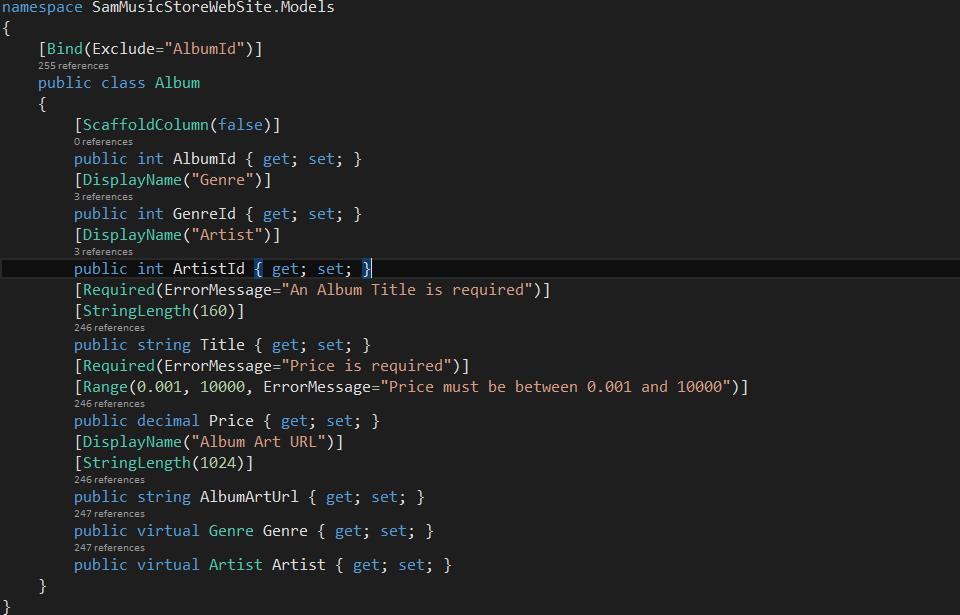 namespace SamMusicStoreWebSite.Models
{
    [Bind(Exclude="AlbumId")]
    255 references
    public class Album
    {
        [ScaffoldColumn(false)]
        0 references
        public int AlbumId { get; set; }
        [DisplayName("Genre")]
        3 references
        public int GenreId { get; set; }
        [DisplayName("Artist")]
        3 references
        public int ArtistId { get; set; }
        [Required(ErrorMessage="An Album Title is required")]
        [StringLength(160)]
        246 references
        public string Title { get; set; }
        [Required(ErrorMessage="Price is required")]
        [Range(0.001, 10000, ErrorMessage="Price must be between 0.001 and 10000")]
        246 references
        public decimal Price { get; set; }
        [DisplayName("Album Art URL")]
        [StringLength(1024)]
        246 references
        public string AlbumArtUrl { get; set; }
        247 references
        public virtual Genre Genre { get; set; }
        247 references
        public virtual Artist Artist { get; set; }
    }
}